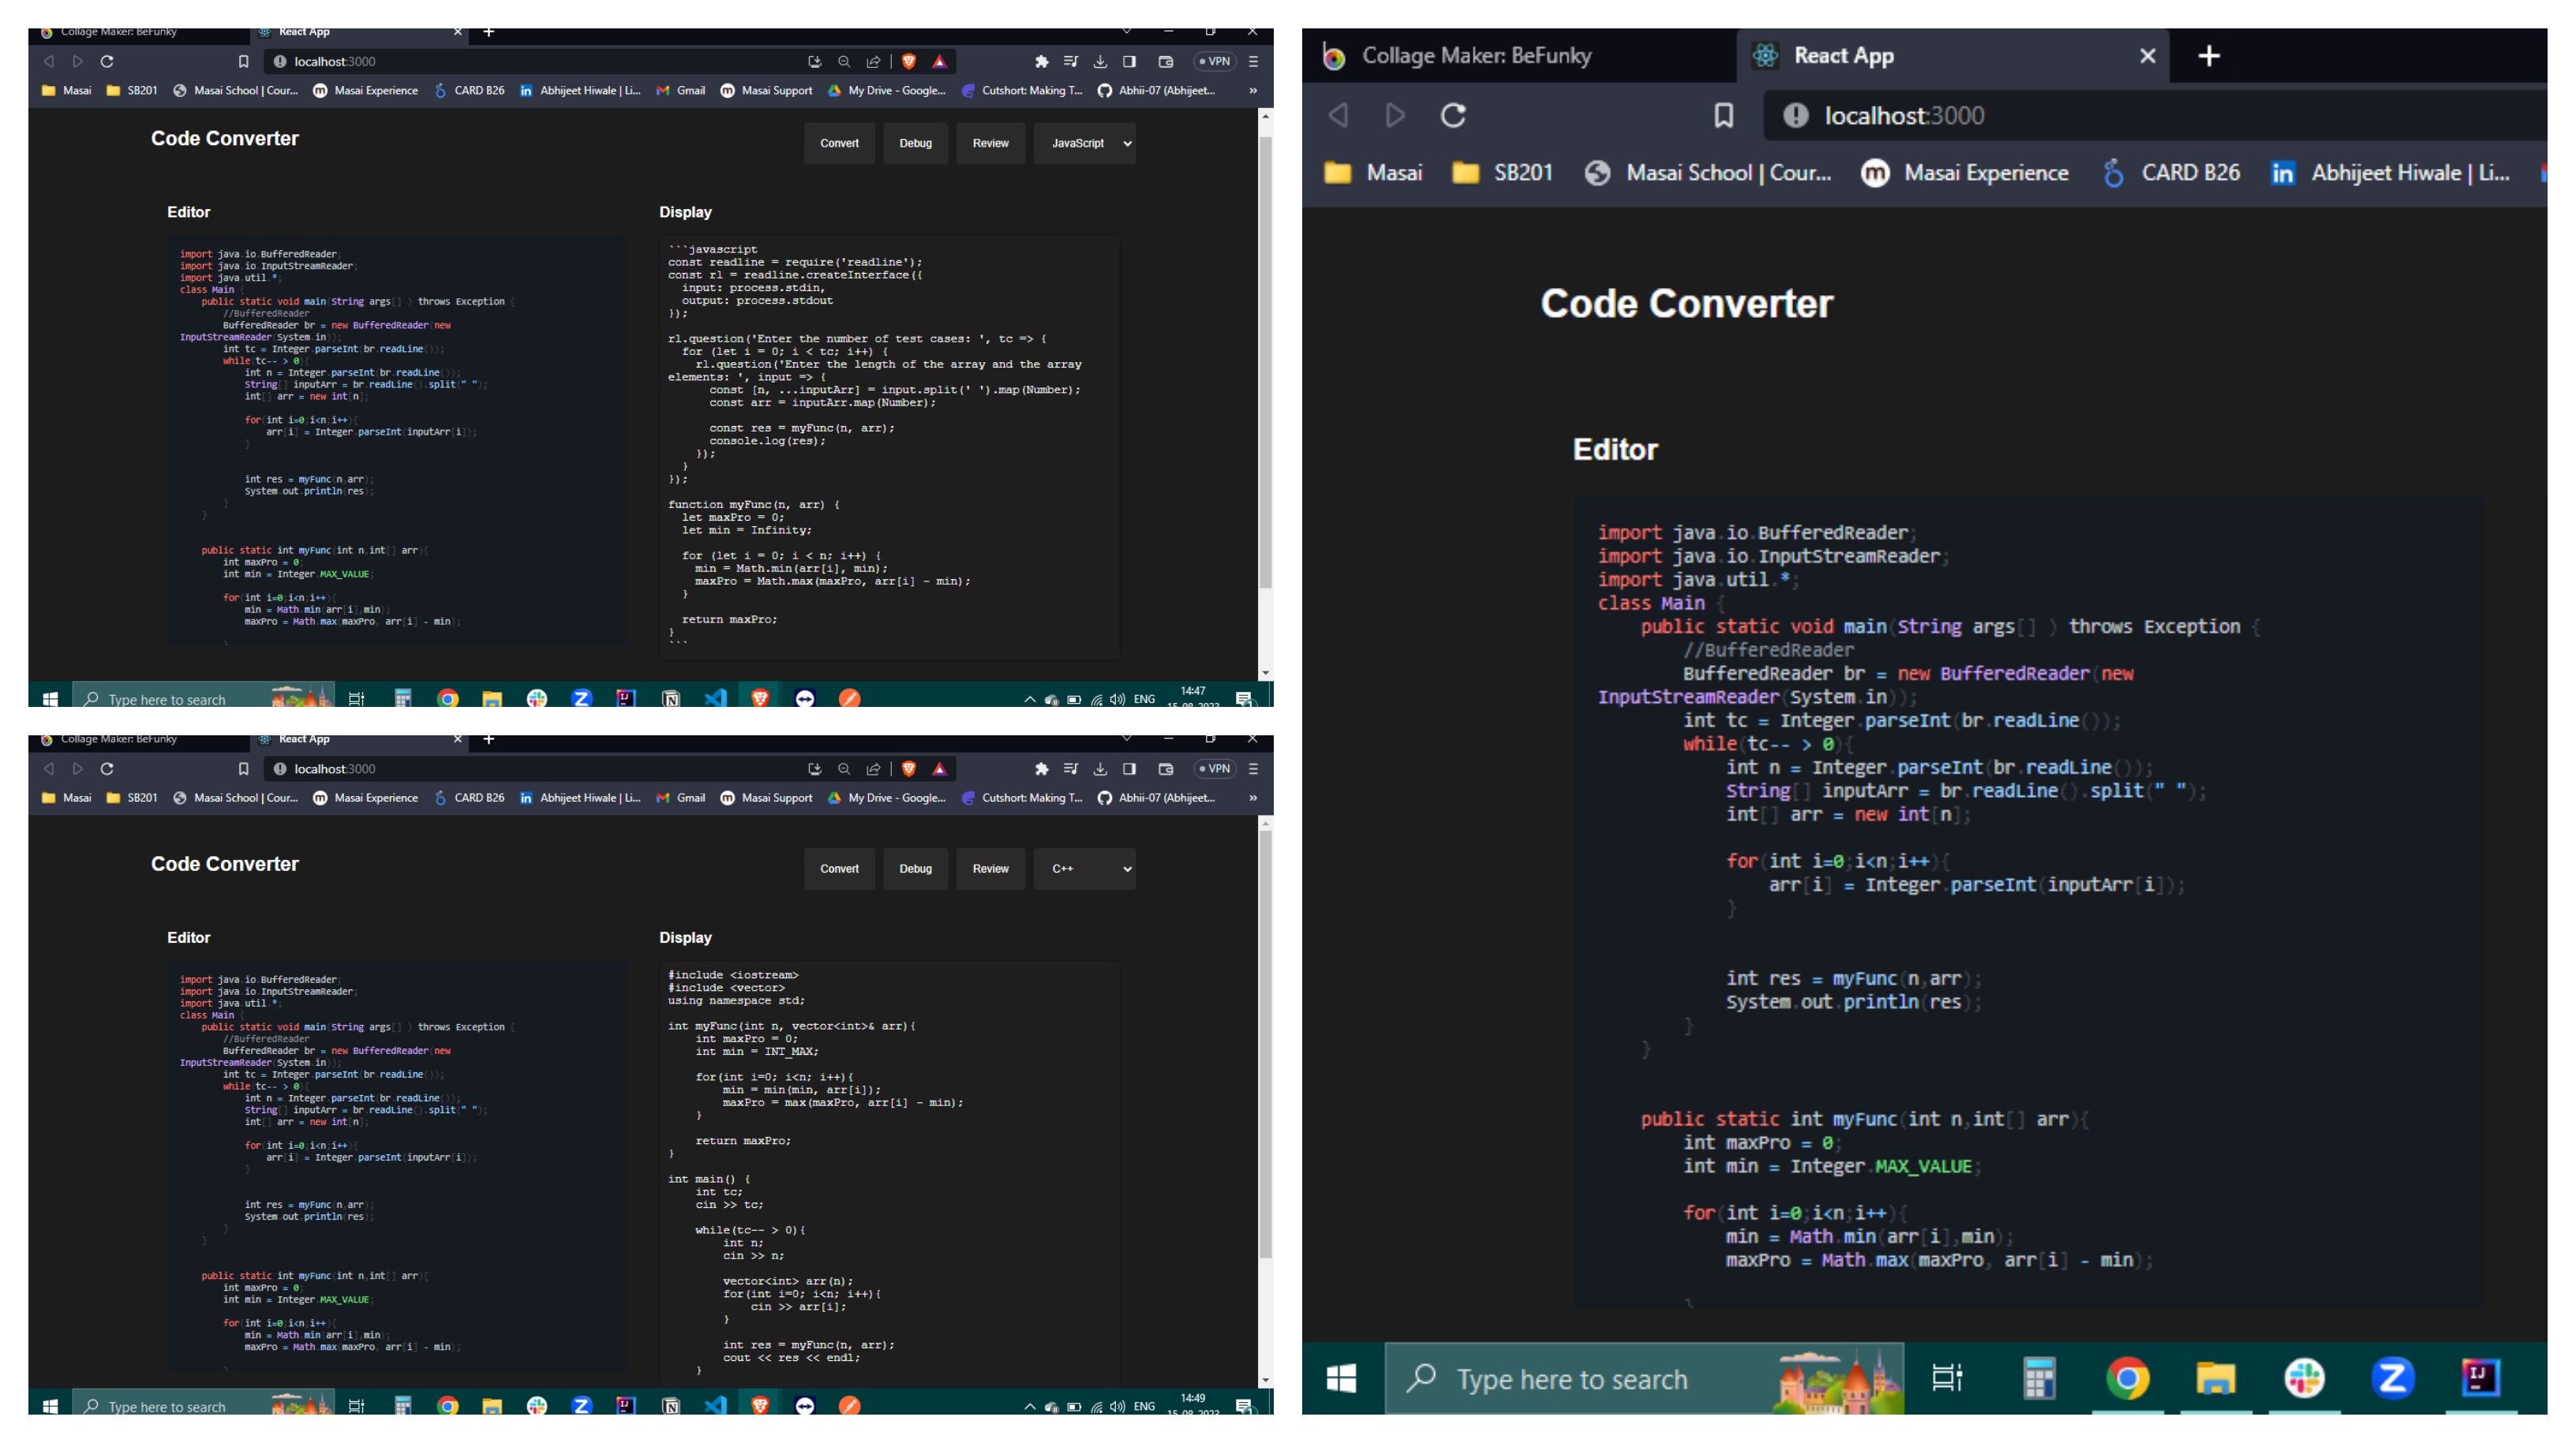 Collage Maker: BeFunky
React App
localhost:3000
VPN
Masai
SB201
Masai School | Cour...
Masai Experience
CARD B26
Abhijeet Hiwale | Li...
Gmail
Masai Support
My Drive - Google...
Cutshort: Making T...
Abhii-07 (Abhijeet...
»
Code Converter
Convert
Debug
Review
JavaScript
Editor
Display
import java.io.BufferedReader;
import java.io.InputStreamReader;
import java.util.*;
class Main {
public static void main(String args[] ) throws Exception {
//BufferedReader
BufferedReader br = new BufferedReader(new
InputStreamReader(System.in));
int tc = Integer.parseInt(br.readLine());
while(tc-- > 0){
int n = Integer.parseInt(br.readLine());
String[] inputArr = br.readLine().split(" ");
int[] arr = new int[n];
for(int i=0;i<n;i++){
arr[i] = Integer.parseInt(inputArr[i]);
}
int res = myFunc(n,arr);
System.out.println(res);
}
}
public static int myFunc(int n,int[] arr){
int maxPro = 0;
int min = Integer.MAX_VALUE;
for(int i=0;i<n;i++){
min = Math.min(arr[i],min);
maxPro = Math.max(maxPro, arr[i] - min);
}
```javascript
const readline = require('readline');
const rl = readline.createInterface({
input: process.stdin,
output: process.stdout
});
rl.question('Enter the number of test cases: ', tc => {
for (let i = 0; i < tc; i++) {
rl.question('Enter the length of the array and the array
elements: ', input => {
const [n, ...inputArr] = input.split(' ').map(Number);
const arr = inputArr.map(Number);
const res = myFunc(n, arr);
console.log(res);
});
}
});
function myFunc(n, arr) {
let maxPro = 0;
let min = Infinity;
for (let i = 0; i < n; i++) {
min = Math.min(arr[i], min);
maxPro = Math.max(maxPro, arr[i] - min);
}
return maxPro;
}
```
Type here to search
ENG
14:47
15-08-2023
Collage Maker: BeFunky
React App
localhost:3000
VPN
Masai
SB201
Masai School | Cour...
Masai Experience
CARD B26
Abhijeet Hiwale | Li...
Gmail
Masai Support
My Drive - Google...
Cutshort: Making T...
Abhii-07 (Abhijeet...
»
Code Converter
Convert
Debug
Review
C++
Editor
Display
import java.io.BufferedReader;
import java.io.InputStreamReader;
import java.util.*;
class Main {
public static void main(String args[] ) throws Exception {
//BufferedReader
BufferedReader br = new BufferedReader(new
InputStreamReader(System.in));
int tc = Integer.parseInt(br.readLine());
while(tc-- > 0){
int n = Integer.parseInt(br.readLine());
String[] inputArr = br.readLine().split(" ");
int[] arr = new int[n];
for(int i=0;i<n;i++){
arr[i] = Integer.parseInt(inputArr[i]);
}
int res = myFunc(n,arr);
System.out.println(res);
}
}
public static int myFunc(int n,int[] arr){
int maxPro = 0;
int min = Integer.MAX_VALUE;
for(int i=0;i<n;i++){
min = Math.min(arr[i],min);
maxPro = Math.max(maxPro, arr[i] - min);
}
#include <iostream>
#include <vector>
using namespace std;
int myFunc(int n, vector<int>& arr){
int maxPro = 0;
int min = INT_MAX;
for(int i=0; i<n; i++){
min = min(min, arr[i]);
maxPro = max(maxPro, arr[i] - min);
}
return maxPro;
}
int main() {
int tc;
cin >> tc;
while(tc-- > 0){
int n;
cin >> n;
vector<int> arr(n);
for(int i=0; i<n; i++){
cin >> arr[i];
}
int res = myFunc(n, arr);
cout << res << endl;
}
Type here to search
ENG
14:49
15-08-2023
Collage Maker: BeFunky
React App
localhost:3000
Masai
SB201
Masai School | Cour...
Masai Experience
CARD B26
Abhijeet Hiwale | Li...
Code Converter
Editor
import java.io.BufferedReader;
import java.io.InputStreamReader;
import java.util.*;
class Main {
public static void main(String args[] ) throws Exception {
//BufferedReader
BufferedReader br = new BufferedReader(new
InputStreamReader(System.in));
int tc = Integer.parseInt(br.readLine());
while(tc-- > 0){
int n = Integer.parseInt(br.readLine());
String[] inputArr = br.readLine().split(" ");
int[] arr = new int[n];
for(int i=0;i<n;i++){
arr[i] = Integer.parseInt(inputArr[i]);
}
int res = myFunc(n,arr);
System.out.println(res);
}
}
public static int myFunc(int n,int[] arr){
int maxPro = 0;
int min = Integer.MAX_VALUE;
for(int i=0;i<n;i++){
min = Math.min(arr[i],min);
maxPro = Math.max(maxPro, arr[i] - min);
}
Type here to search